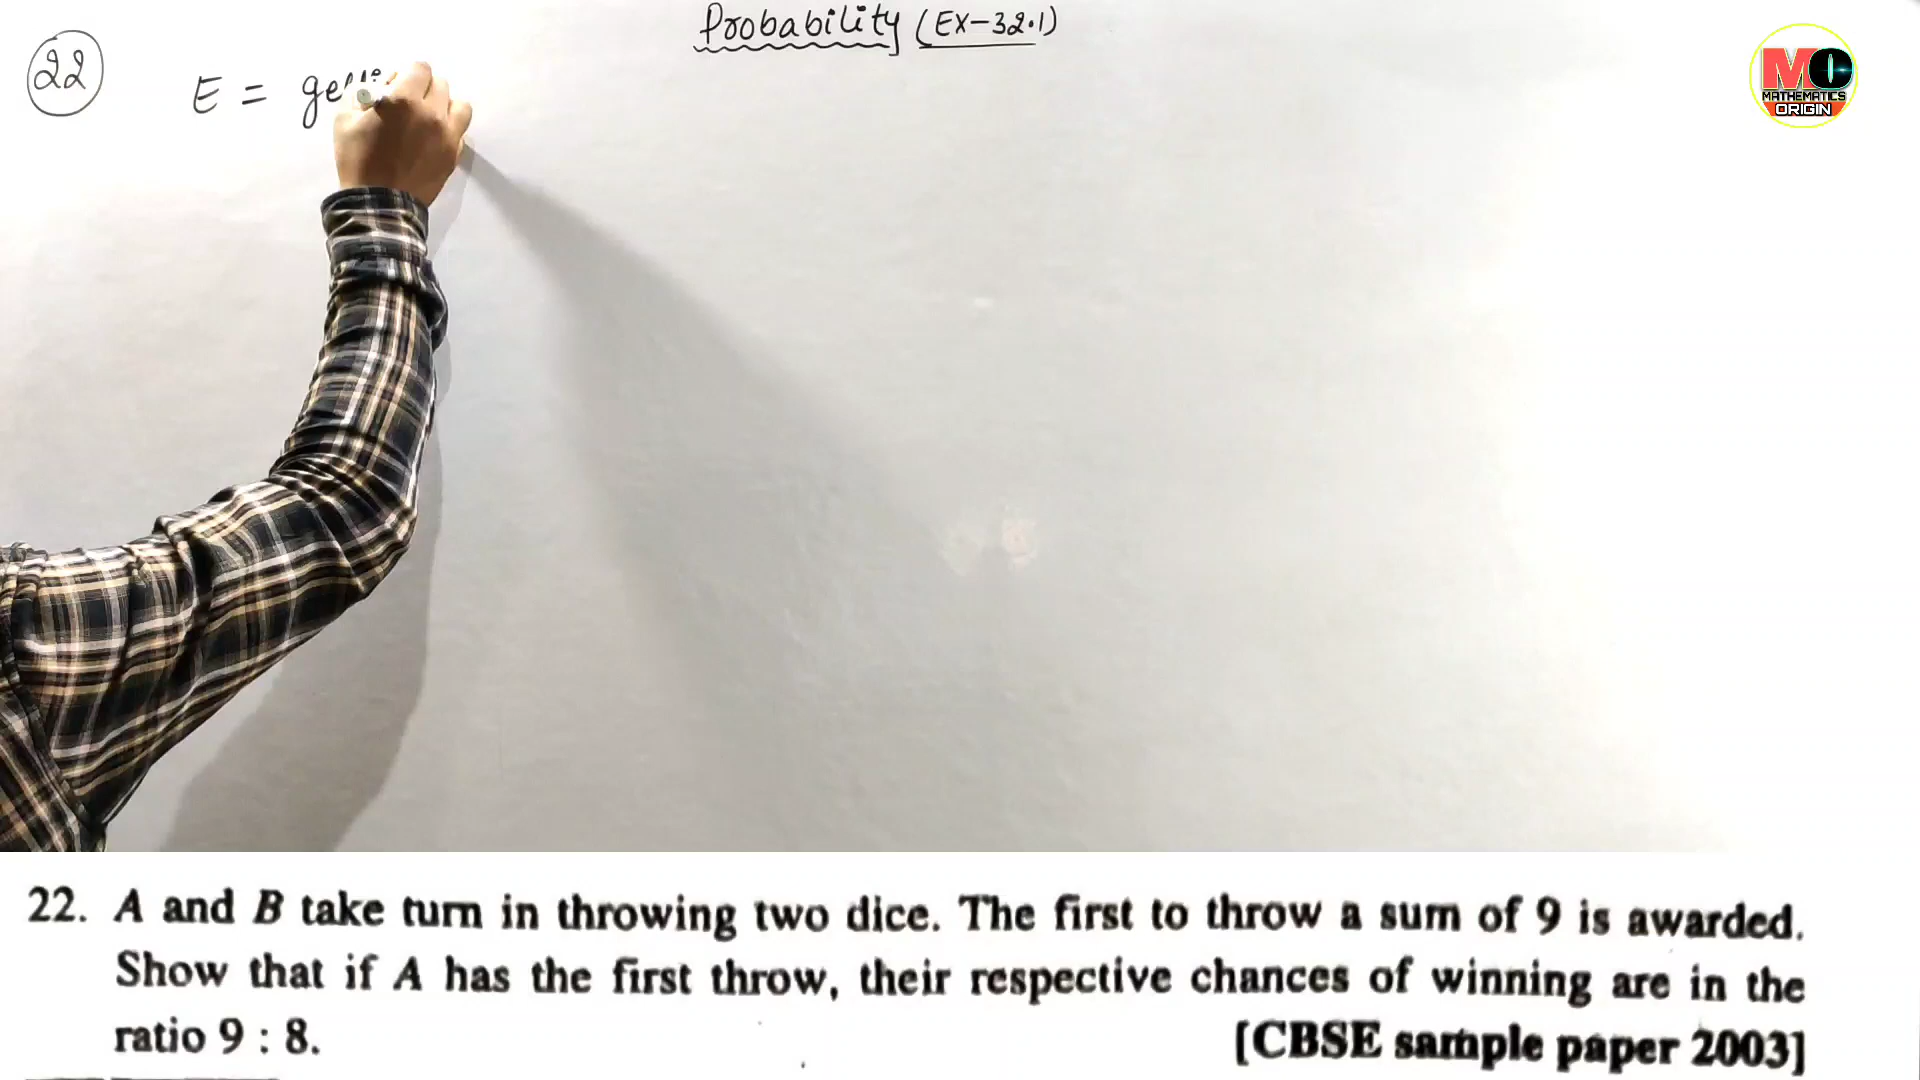 Probability (EX-32.1)
22
E =
MO
MATHEMATICS
ORIGIN
22. A and B take turn in throwing two dice. The first to throw a sum of 9 is awarded.
Show that if A has the first throw, their respective chances of winning are in the
ratio 9 : 8.
[CBSE sample paper 2003]